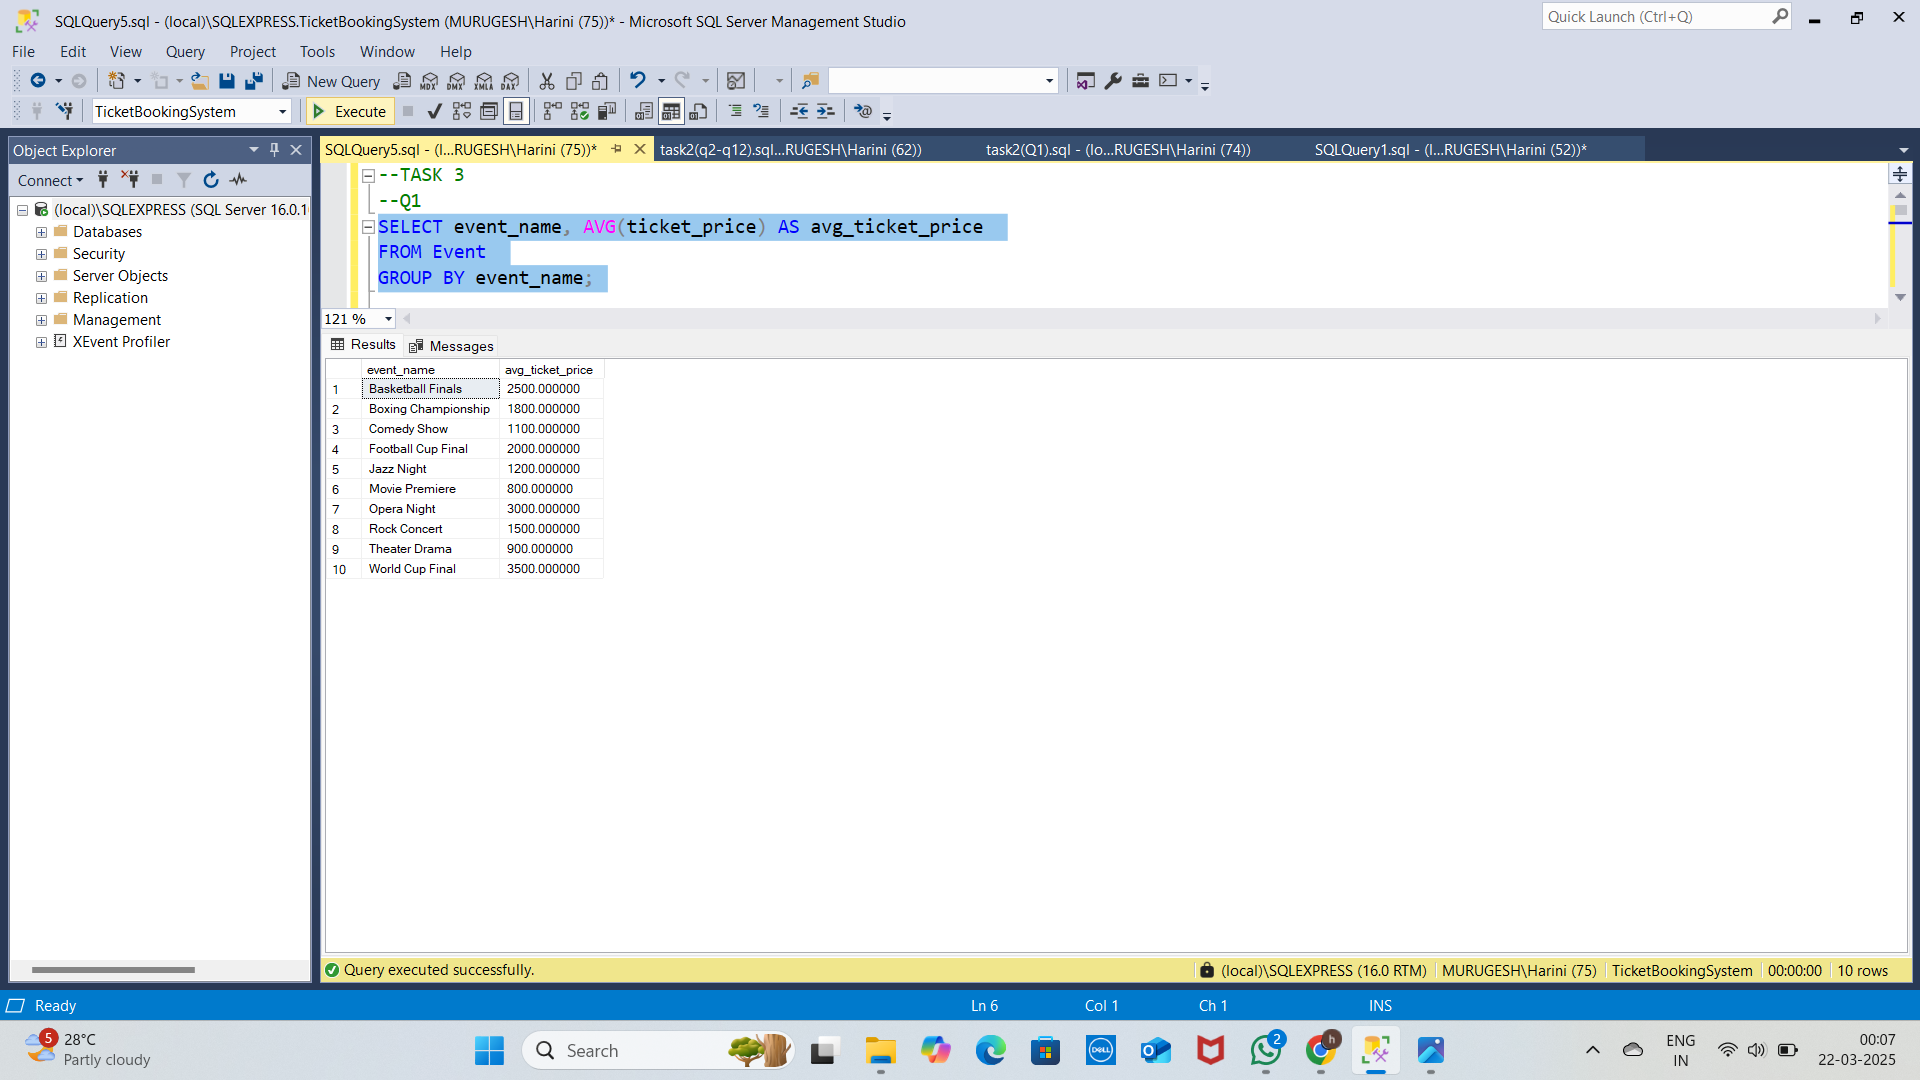 SQLQuery5.sql - (local)\SQLEXPRESS.TicketBookingSystem (MURUGESH\Harini (75))* - Microsoft SQL Server Management Studio
Quick Launch (Ctrl+Q)
File Edit View Query Project Tools Window Help
New Query
MDX DMX XMLA DAX
TicketBookingSystem
Execute
Object Explorer
SQLQuery5.sql - (l...RUGESH\Harini (75))*
task2(q2-q12).sql...RUGESH\Harini (62))
task2(Q1).sql - (lo...RUGESH\Harini (74))
SQLQuery1.sql - (l...RUGESH\Harini (52))*
Connect
(local)\SQLEXPRESS (SQL Server 16.0.1
Databases
Security
Server Objects
Replication
Management
XEvent Profiler
--TASK 3
--Q1
SELECT event_name, AVG(ticket_price) AS avg_ticket_price
FROM Event
GROUP BY event_name;
121 %
Results Messages
event_name avg_ticket_price
1 Basketball Finals 2500.000000
2 Boxing Championship 1800.000000
3 Comedy Show 1100.000000
4 Football Cup Final 2000.000000
5 Jazz Night 1200.000000
6 Movie Premiere 800.000000
7 Opera Night 3000.000000
8 Rock Concert 1500.000000
9 Theater Drama 900.000000
10 World Cup Final 3500.000000
Query executed successfully.
(local)\SQLEXPRESS (16.0 RTM) MURUGESH\Harini (75) TicketBookingSystem 00:00:00 10 rows
Ready Ln 6 Col 1 Ch 1 INS
5
28°C
Partly cloudy
Search
DELL
2
h
ENG
IN
00:07
22-03-2025